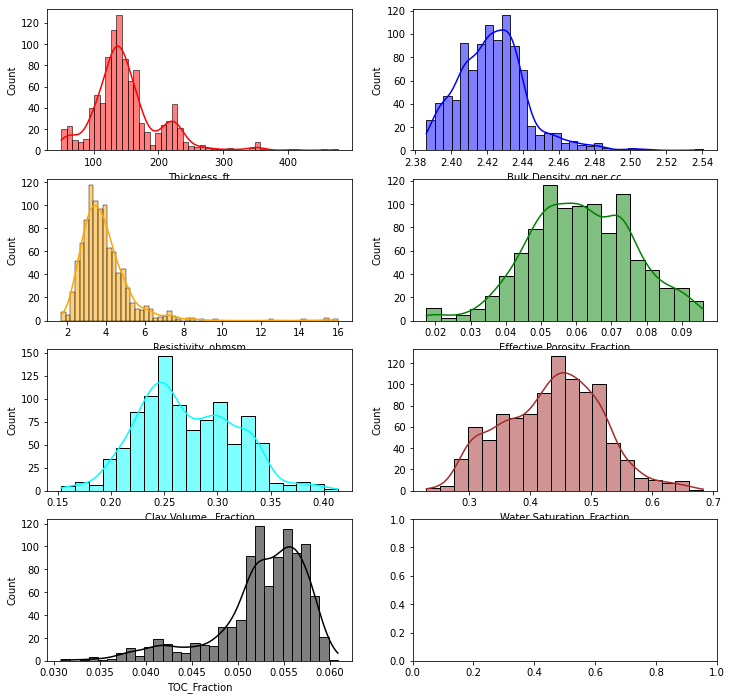 120
100
80
60
40
20
0
Count
100 200 300 400
Thickness_ft
120
100
80
60
40
20
0
Count
2.38 2.40 2.42 2.44 2.46 2.48 2.50 2.52 2.54
Bulk Density per cc
120
100
80
60
40
20
0
Count
2 4 6 8 10 12 14 16
Resistivity_ohmsm
120
100
80
60
40
20
0
Count
0.02 0.03 0.04 0.05 0.06 0.07 0.08 0.09
Effective Porosity_Fraction
150
125
100
75
50
25
0
Count
0.15 0.20 0.25 0.30 0.35 0.40
Clay Volume_ Fraction
120
100
80
60
40
20
0
Count
0.3 0.4 0.5 0.6 0.7
Water Saturation_Fraction
120
100
80
60
40
20
0
Count
0.030 0.035 0.040 0.045 0.050 0.055 0.060
TOC_Fraction
1.0
0.8
0.6
0.4
0.2
0.0
0.0 0.2 0.4 0.6 0.8 1.0